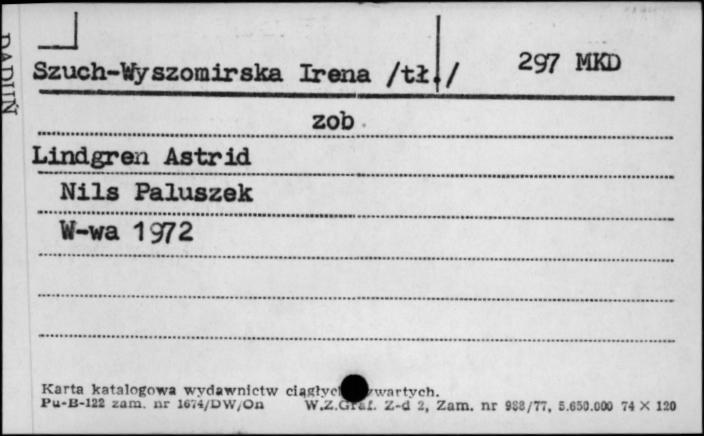 Szuch-Wyszomirska Irena /tł./ 297 MKD
zob.
Lindgren Astrid
Nils Paluszek
W-wa 1972
Karta katalogowa wydawnictw ciągłych zwartych.
Pu-B-122 zam. nr 1674/DW/On W.Z.Graf. Z-d 2, Zam. nr 988/77, 5.650.000 74 × 120